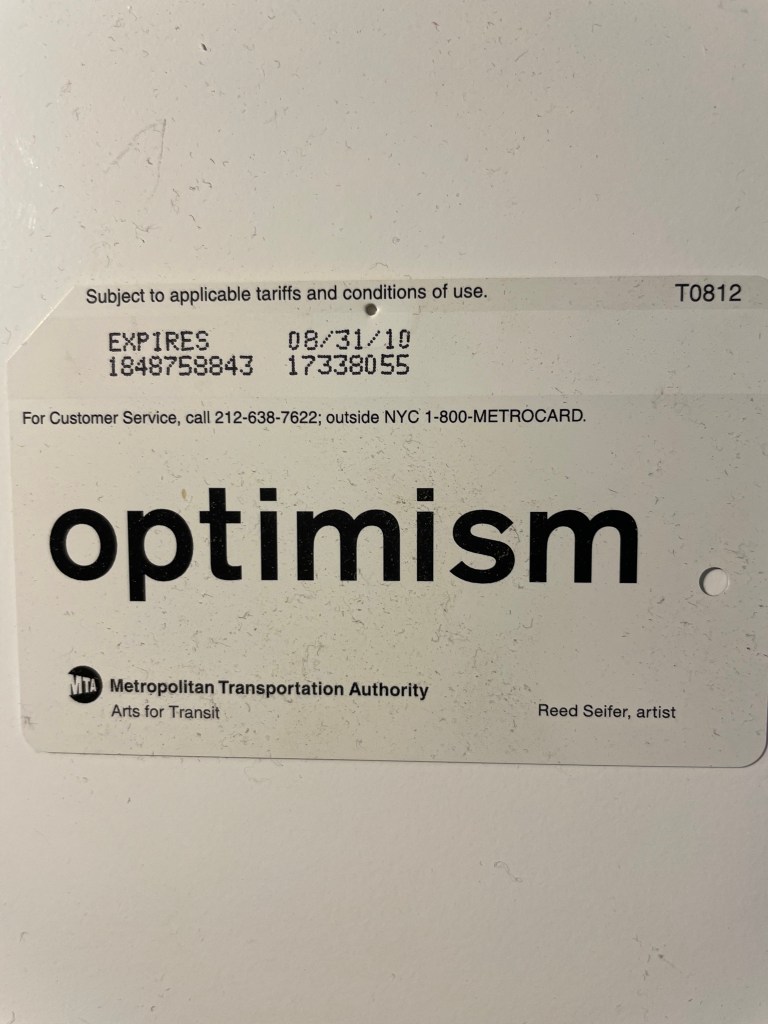 Subject to applicable tariffs and conditions of use. T0812
EXPIRES 08/31/10
1848758843 17338055
For Customer Service, call 212-638-7622; outside NYC 1-800-METROCARD.
optimism
MTA Metropolitan Transportation Authority
Arts for Transit Reed Seifer, artist